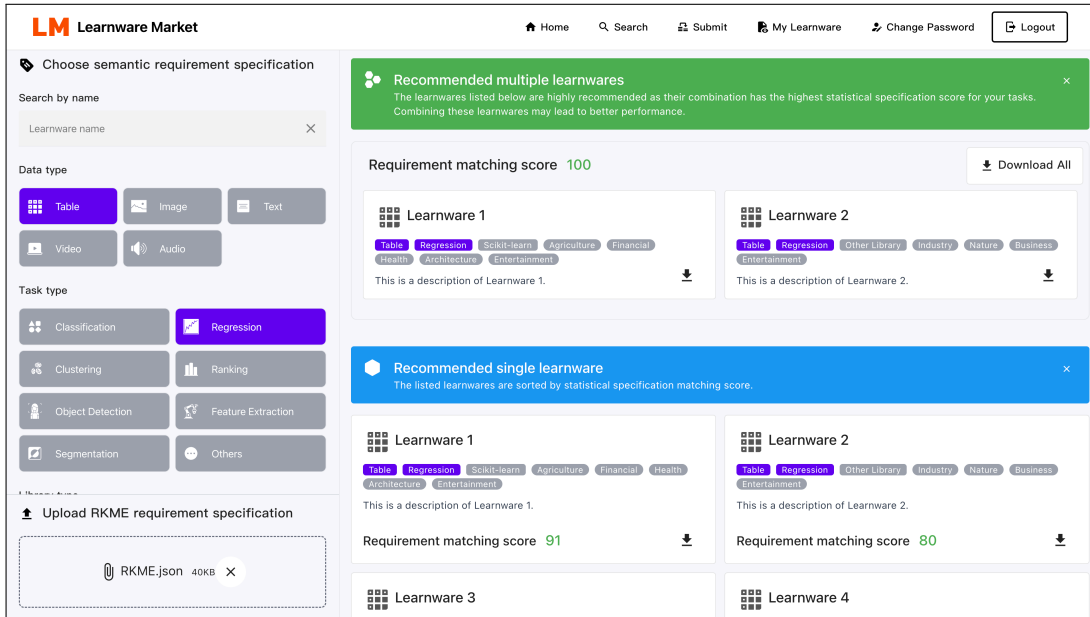 LM Learnware Market
Home
Search
Submit
My Learnware
Change Password
Logout
Choose semantic requirement specification
Search by name
Learnware name
Data type
Table
Image
Text
Video
Audio
Task type
Classification
Regression
Clustering
Ranking
Object Detection
Feature Extraction
Segmentation
Others
Library type
Upload RKME requirement specification
RKME.json 40KB
Recommended multiple learnwares
The learnwares listed below are highly recommended as their combination has the highest statistical specification score for your tasks.
Combining these learnwares may lead to better performance.
Requirement matching score 100
Download All
Learnware 1
Table Regression Scikit-learn Agriculture Financial
Health Architecture Entertainment
This is a description of Learnware 1.
Learnware 2
Table Regression Other Library Industry Nature Business
Entertainment
This is a description of Learnware 2.
Recommended single learnware
The listed learnwares are sorted by statistical specification matching score.
Learnware 1
Table Regression Scikit-learn Agriculture Financial Health
Architecture Entertainment
This is a description of Learnware 1.
Requirement matching score 91
Learnware 2
Table Regression Other Library Industry Nature Business
Entertainment
This is a description of Learnware 2.
Requirement matching score 80
Learnware 3
Learnware 4